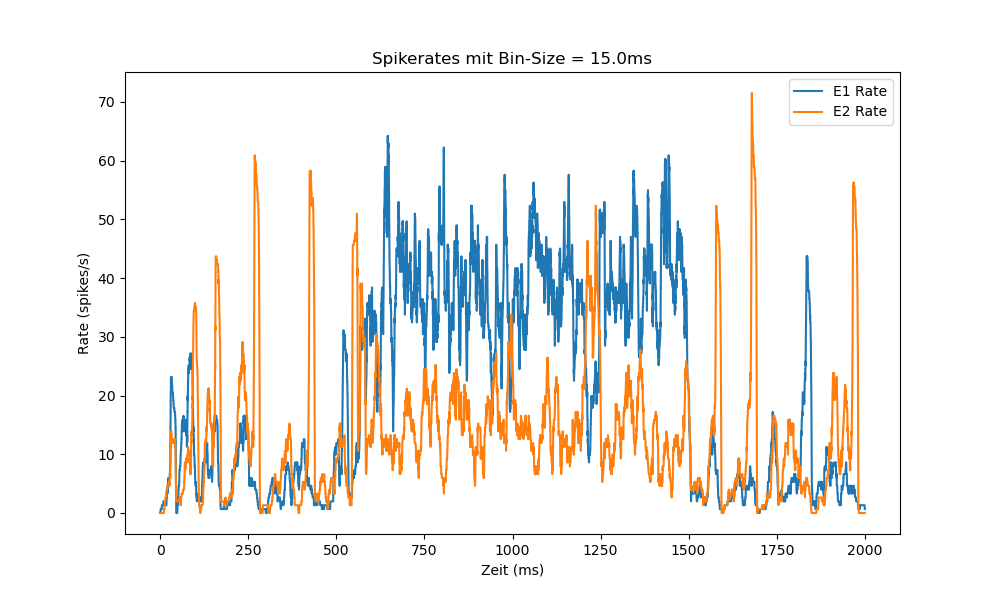 Spikerates mit Bin-Size = 15.0ms
E1 Rate
E2 Rate
Rate (spikes/s)
70
60
50
40
30
20
10
0
0 250 500 750 1000 1250 1500 1750 2000
Zeit (ms)